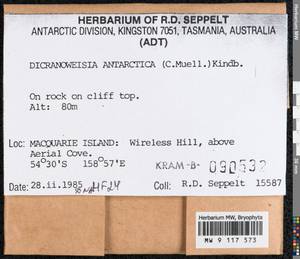 HERBARIUM OF R.D. SEPPELT
ANTARCTIC DIVISION, KINGSTON 7051, TASMANIA, AUSTRALIA
(ADT)
DICRANOWEISIA ANTARCTICA (C.Muell.)Kindb.
On rock on cliff top.
Alt: 80m
Loc: MACQUARIE ISLAND: Wireless Hill, above
Aerial Cove.
54°30'S 158°57'E KRAM-B- 090532
Date: 28.ii.1985 Coll: R.D. Seppelt 15587
Herbarium MW, Bryophyta
MW 9 117 573